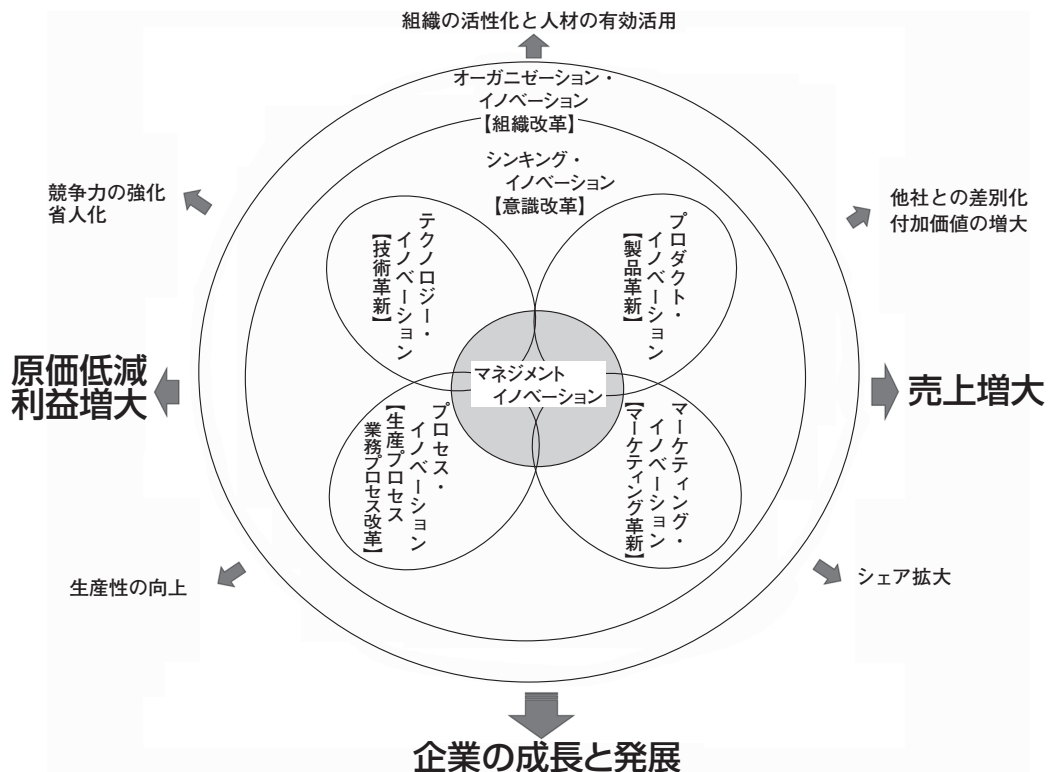 組織の活性化と人材の有効活用
オーガニゼーション・
イノベーション
【組織改革】
シンキング・
イノベーション
【意識改革】
競争力の強化
省人化
他社との差別化
付加価値の増大
テクノロジー・
イノベーション
【技術革新】
プロダクト・
イノベーション
【製品革新】
マネジメント
イノベーション
原価低減
利益増大
売上増大
プロセス・
イノベーション
【生産プロセス
業務プロセス改革】
マーケティング・
イノベーション
【マーケティング革新】
生産性の向上
シェア拡大
企業の成長と発展